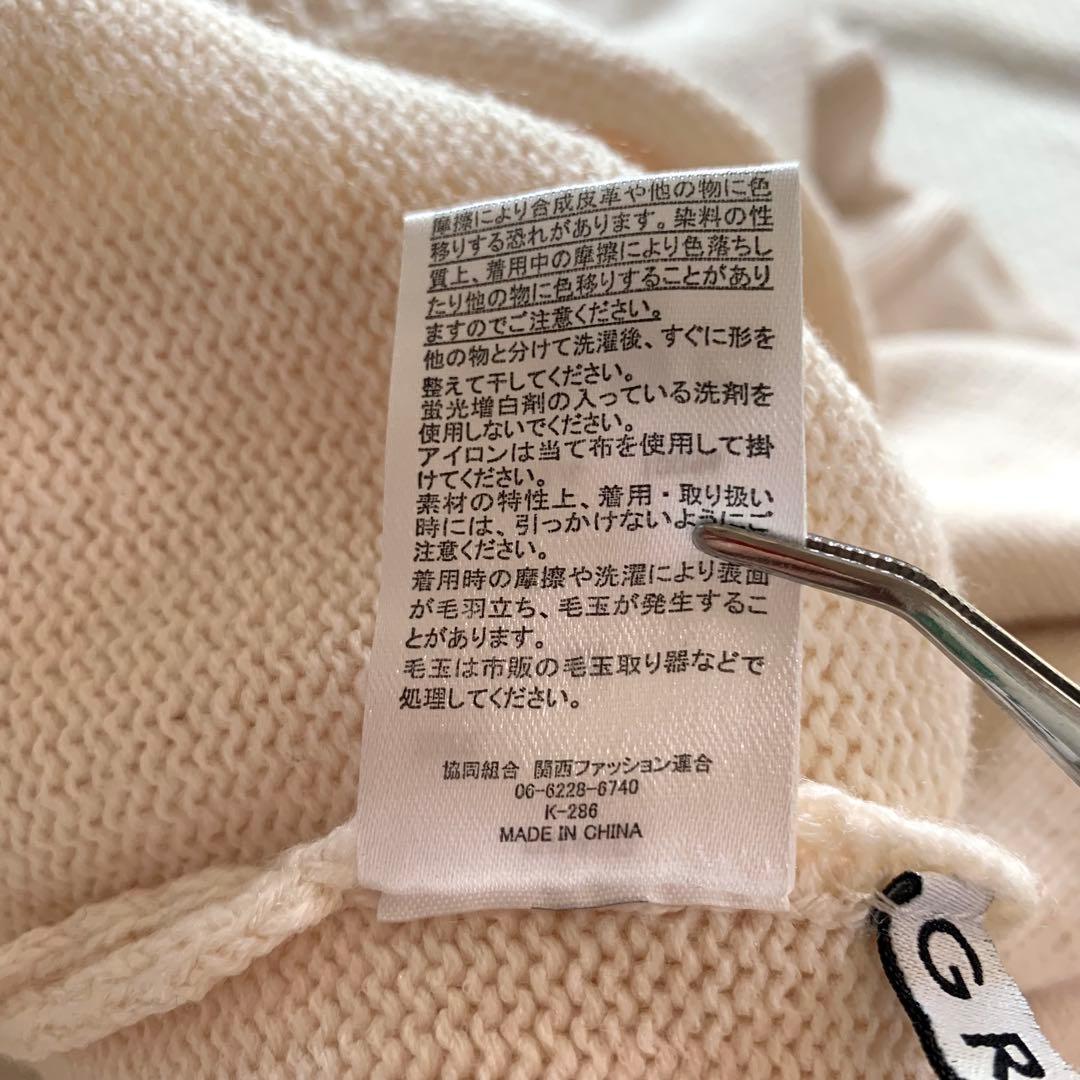 摩擦により合成皮革や他の物に色
移りする恐れがあります。染料の性
質上、着用中の摩擦により色落ちし
たり他の物に色移りすることがあり
ますのでご注意ください。
他の物と分けて洗濯後、すぐに形を
整えて干してください。
蛍光増白剤の入っている洗剤を
使用しないでください。
アイロンは当て布を使用して掛
けてください。
素材の特性上、着用・取り扱い
時には、引っかけないようにご
注意ください。
着用時の摩擦や洗濯により表面
が毛羽立ち、毛玉が発生するこ
とがあります。
毛玉は市販の毛玉取り器などで
処理してください。
協同組合 関西ファッション連合
06-6228-6740
K-286
MADE IN CHINA
GR